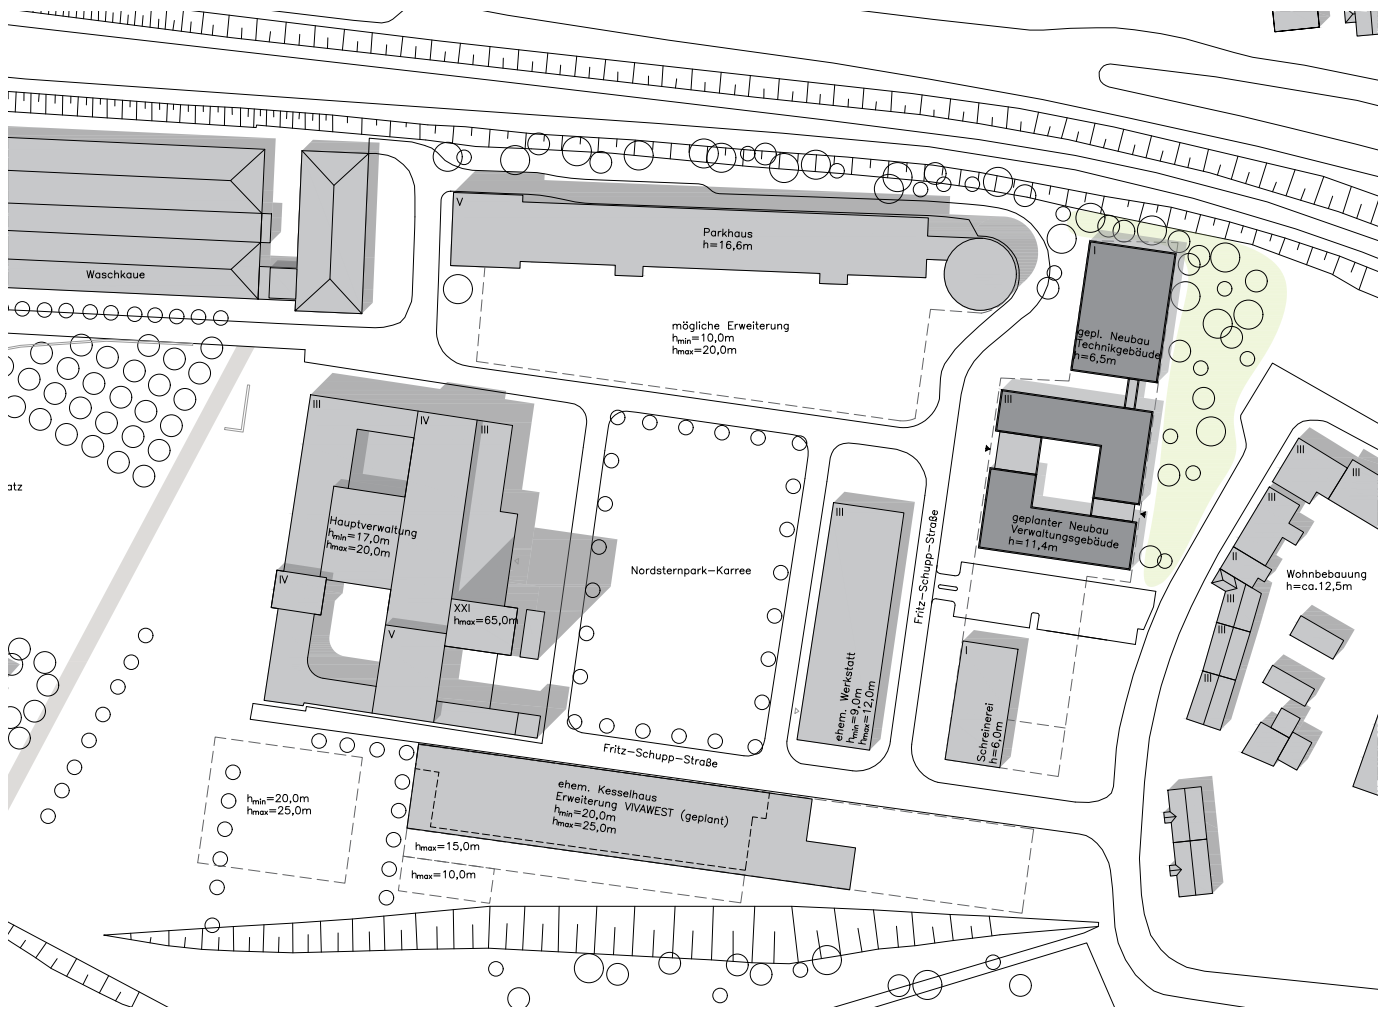 V
Parkhaus
h=16,6m
Waschkaue
mögliche Erweiterung
hmin=10,0m
hmax=20,0m
I
gepl. Neubau
Technikgebäude
h=6,5m
III
geplanter Neubau
Verwaltungsgebäude
h=11,4m
III
IV
III
Hauptverwaltung
hmin=17,0m
hmax=20,0m
IV
XXI
hmax=65,0m
V
atz
Nordsternpark-Karree
III
ehem. Werkstatt
hmin=9,0m
hmax=12,0m
Fritz-Schupp-Straße
I
Schreinerei
h=6,0m
III
III
III
II
III
III
III
Wohnbebauung
h=ca.12,5m
Fritz-Schupp-Straße
hmin=20,0m
hmax=25,0m
ehem. Kesselhaus
Erweiterung VIVAWEST (geplant)
hmin=20,0m
hmax=25,0m
hmax=15,0m
hmax=10,0m